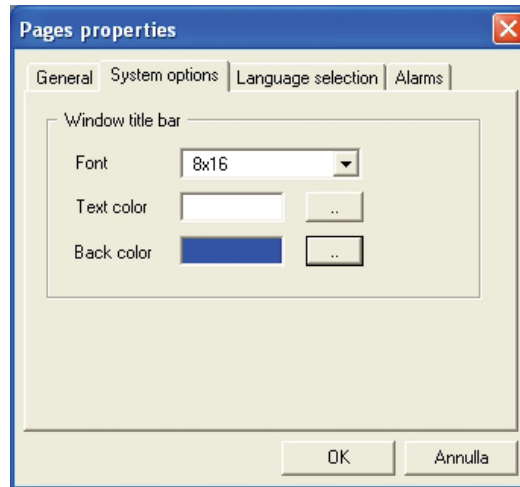 Pages properties
General System options Language selection Alarms
Window title bar
Font 8x16
Text color ..
Back color ..
OK Annulla